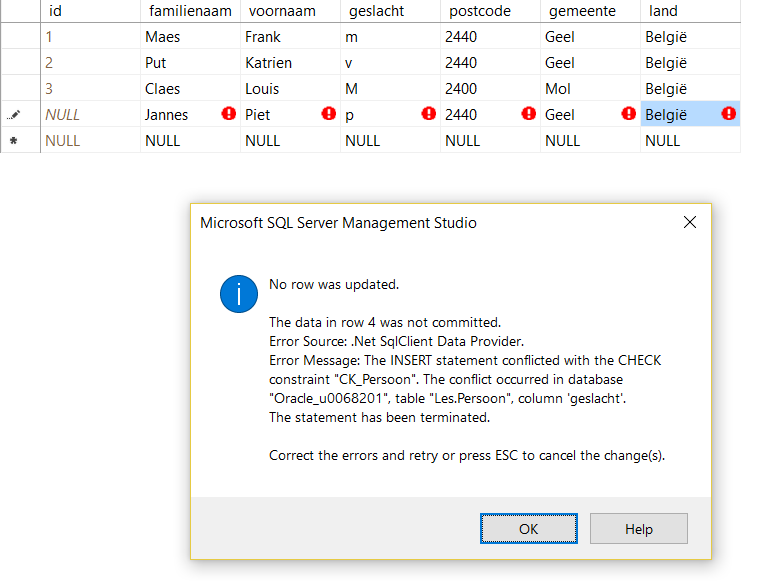 id familienaam voornaam geslacht postcode gemeente land
1 Maes Frank m 2440 Geel België
2 Put Katrien v 2440 Geel België
3 Claes Louis M 2400 Mol België
NULL Jannes Piet p 2440 Geel België
NULL NULL NULL NULL NULL NULL NULL
Microsoft SQL Server Management Studio
No row was updated.
The data in row 4 was not committed.
Error Source: .Net SqlClient Data Provider.
Error Message: The INSERT statement conflicted with the CHECK
constraint "CK_Persoon". The conflict occurred in database
"Oracle_u0068201", table "Les.Persoon", column 'geslacht'.
The statement has been terminated.
Correct the errors and retry or press ESC to cancel the change(s).
OK Help